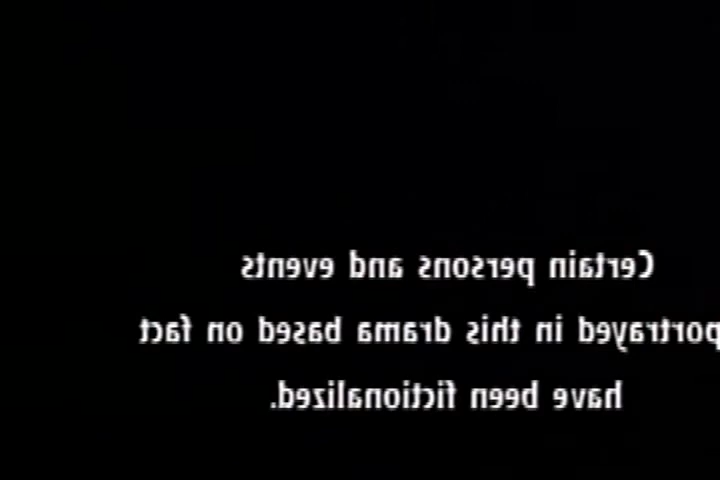 Certain persons and events
portrayed in this drama based on fact
have been fictionalized.